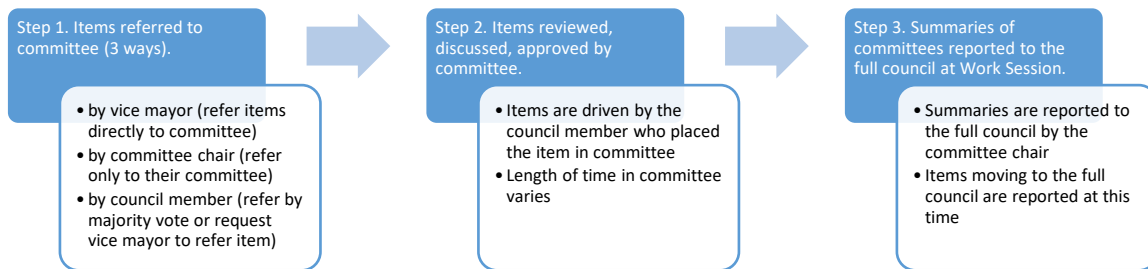 Step 1. Items referred to
committee (3 ways).
• by vice mayor (refer items
directly to committee)
• by committee chair (refer
only to their committee)
• by council member (refer by
majority vote or request
vice mayor to refer item)
Step 2. Items reviewed,
discussed, approved by
committee.
• Items are driven by the
council member who placed
the item in committee
• Length of time in committee
varies
Step 3. Summaries of
committees reported to the
full council at Work Session.
• Summaries are reported to
the full council by the
committee chair
• Items moving to the full
council are reported at this
time